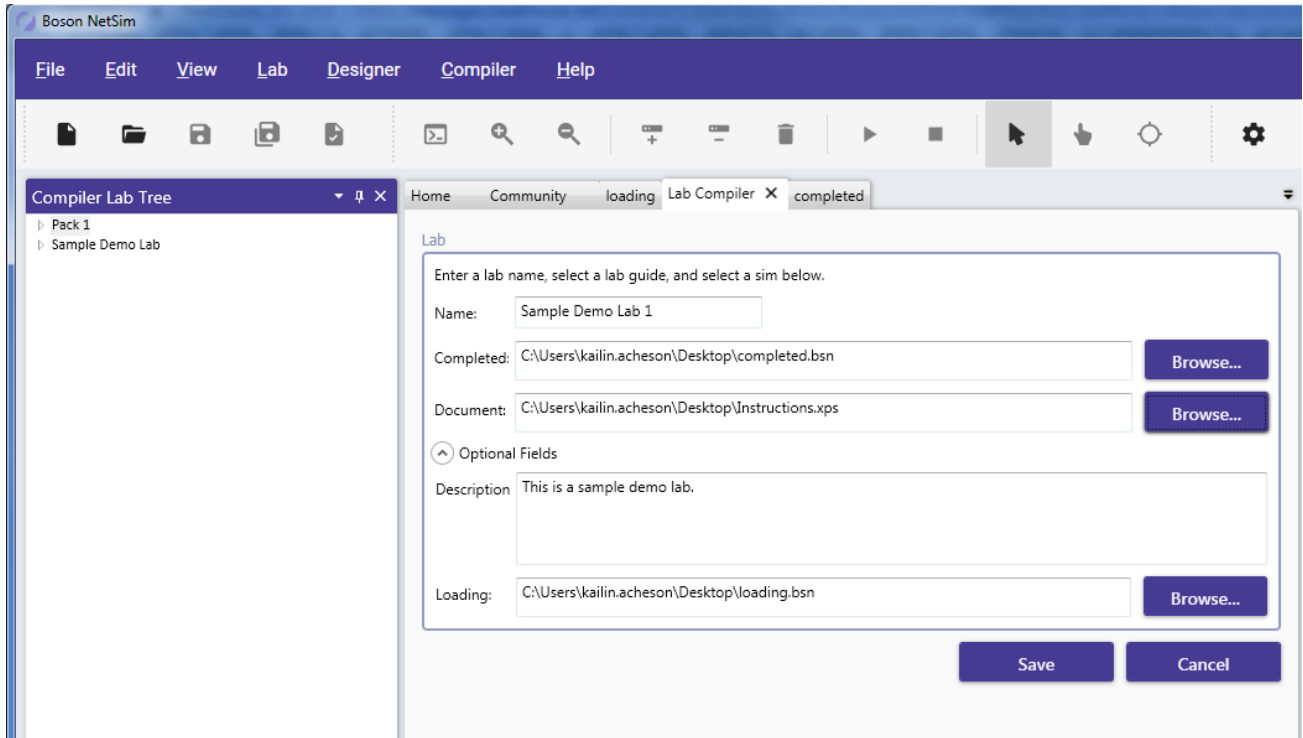 Boson NetSim
File Edit View Lab Designer Compiler Help
Compiler Lab Tree
Pack 1
Sample Demo Lab
Home Community loading Lab Compiler completed
Lab
Enter a lab name, select a lab guide, and select a sim below.
Name: Sample Demo Lab 1
Completed: C:\Users\kailin.acheson\Desktop\completed.bsn Browse...
Document: C:\Users\kailin.acheson\Desktop\Instructions.xps Browse...
Optional Fields
Description This is a sample demo lab.
Loading: C:\Users\kailin.acheson\Desktop\loading.bsn Browse...
Save Cancel